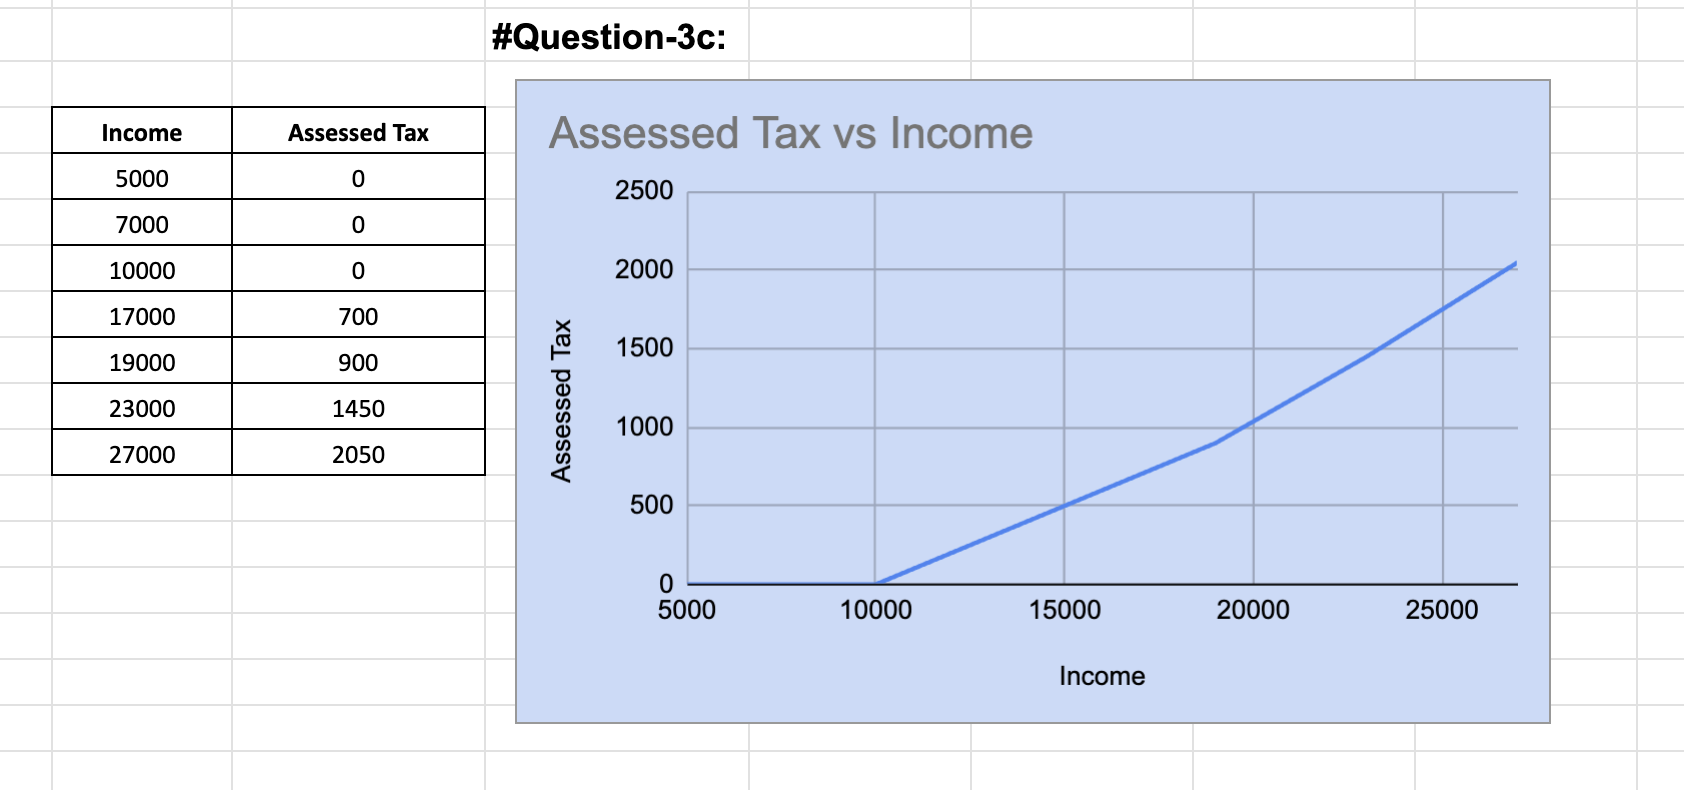 #Question-3c:
Income Assessed Tax
5000 0
7000 0
10000 0
17000 700
19000 900
23000 1450
27000 2050
Assessed Tax vs Income
2500
2000
1500
1000
500
0
Assessed Tax
5000 10000 15000 20000 25000
Income